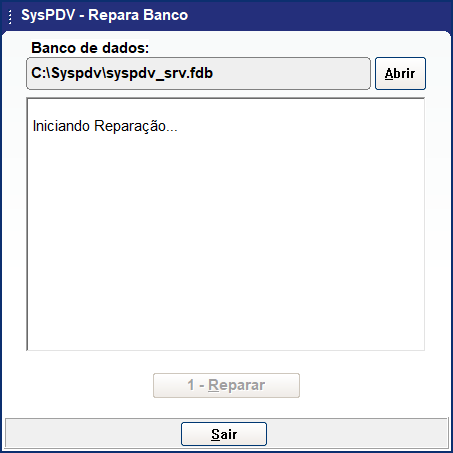 SysPDV - Repara Banco
Banco de dados:
C:\Syspdv\syspdv_srv.fdb
Abrir
Iniciando Reparação...
1 - Reparar
Sair